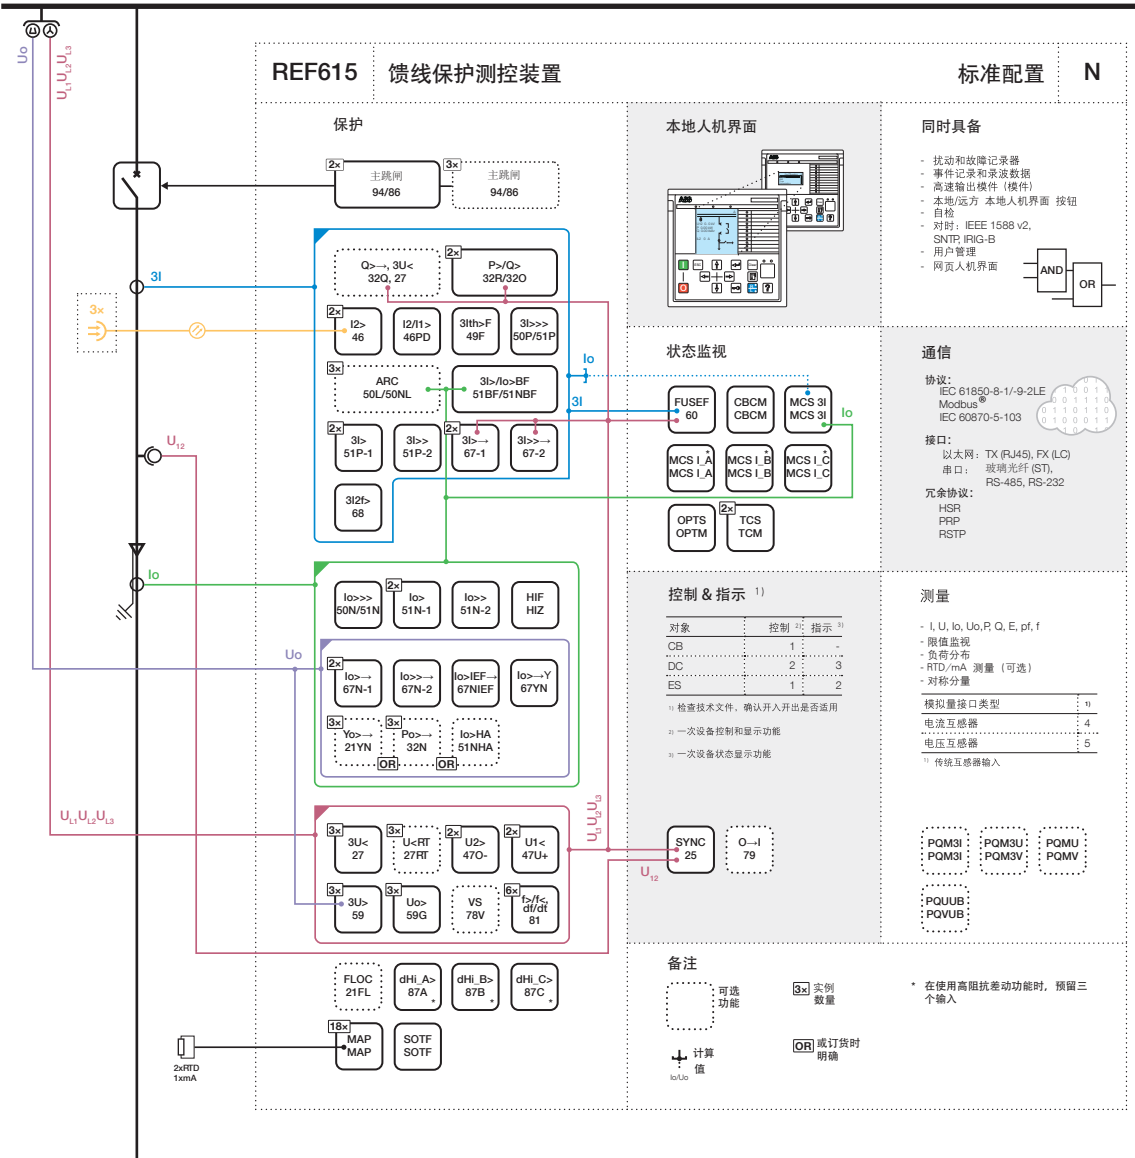 Uo
UL1UL2UL3
REF615
馈线保护测控装置
标准配置
N
保护
2×
主跳闸
94/86
3×
主跳闸
94/86
3I
3×
Q>→, 3U<
32Q, 27
2×
P>/Q>
32R/32O
2×
I2>
46
I2/I1>
46PD
3Ith>F
49F
3I>>>
50P/51P
3×
ARC
50L/50NL
3I>/Io>BF
51BF/51NBF
2×
3I>
51P-1
3I>>
51P-2
2×
3I>→
67-1
3I>>→
67-2
3I2f>
68
U12
Io
3I
Io
Io>>>
50N/51N
2×
Io>
51N-1
Io>>
51N-2
HIF
HIZ
Uo
2×
Io>→
67N-1
Io>>→
67N-2
Io>IEF→
67NIEF
Io>→Y
67YN
3×
Yo>→
21YN
OR
3×
Po>→
32N
OR
Io>HA
51NHA
UL1UL2UL3
UL1UL2UL3
3×
3U<
27
3×
U<RT
27RT
2×
U2>
47O-
2×
U1<
47U+
3×
3U>
59
3×
Uo>
59G
VS
78V
6×
f>/f<,
df/dt
81
FLOC
21FL
dHi_A>
87A
*
dHi_B>
87B
*
dHi_C>
87C
*
18×
MAP
MAP
SOTF
SOTF
2xRTD
1xmA
本地人机界面
ABB
ABB
同时具备
- 扰动和故障记录器
- 事件记录和录波数据
- 高速输出模件（模件）
- 本地/远方 本地人机界面 按钮
- 自检
- 对时：IEEE 1588 v2,
SNTP, IRIG-B
- 用户管理
- 网页人机界面
AND
OR
状态监视
FUSEF
60
CBCM
CBCM
MCS 3I
MCS 3I
Io
*
MCS I_A
MCS I_A
*
MCS I_B
MCS I_B
*
MCS I_C
MCS I_C
OPTS
OPTM
2×
TCS
TCM
通信
协议：
IEC 61850-8-1/-9-2LE
Modbus®
IEC 60870-5-103
接口：
以太网：TX (RJ45), FX (LC)
串口： 玻璃光纤 (ST),
RS-485, RS-232
冗余协议：
HSR
PRP
RSTP
控制 & 指示 1)
对象 控制 2) 指示 3)
CB 1 -
DC 2 3
ES 1 2
1) 检查技术文件，确认开入开出是否适用
2) 一次设备控制和显示功能
3) 一次设备状态显示功能
SYNC
25
O→I
79
U12
测量
- I, U, Io, Uo,P, Q, E, pf, f
- 限值监视
- 负荷分布
- RTD/mA 测量（可选）
- 对称分量
模拟量接口类型 1)
电流互感器 4
电压互感器 5
1) 传统互感器输入
PQM3I
PQM3I
PQM3U
PQM3V
PQMU
PQMV
PQUUB
PQVUB
备注
可选
功能
3× 实例
数量
* 在使用高阻抗差动功能时，预留三
个输入
计算
值
Io/Uo
OR 或订货时
明确